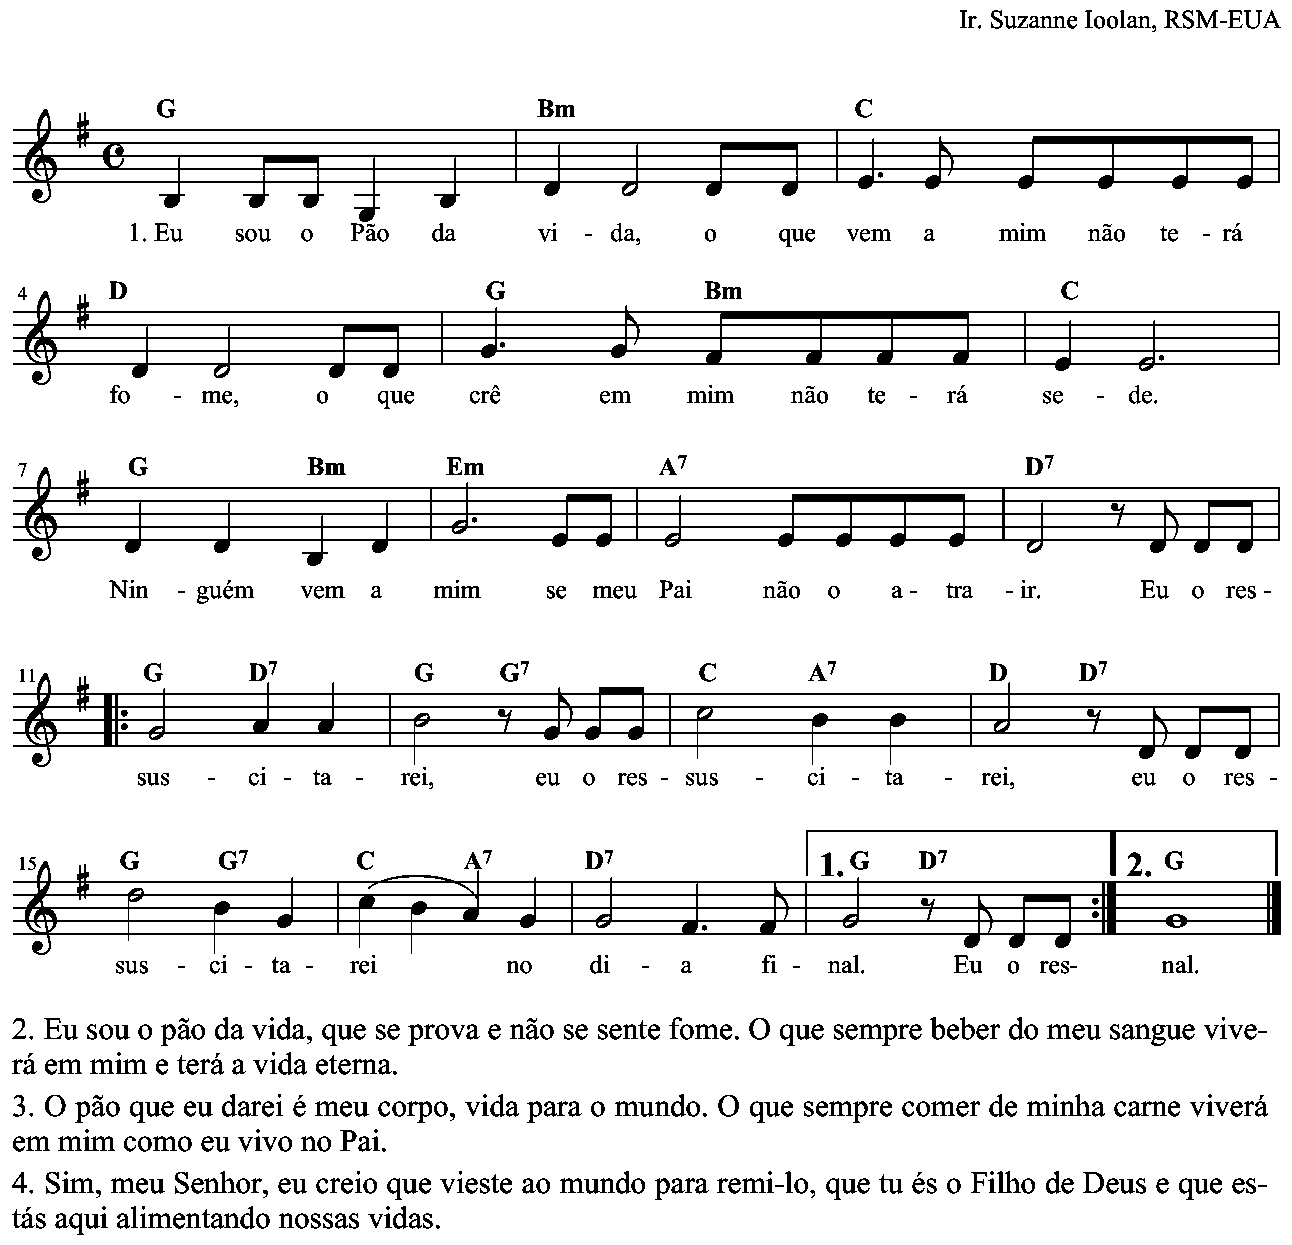 Ir. Suzanne Ioolan, RSM-EUA
G Bm C
1. Eu sou o Pão da vi - da, o que vem a mim não te - rá
4 D G Bm C
fo - me, o que crê em mim não te - rá se - de.
7 G Bm Em A7 D7
Nin - guém vem a mim se meu Pai não o a - tra - ir. Eu o res -
11 G D7 G G7 C A7 D D7
sus - ci - ta - rei, eu o res - sus - ci - ta - rei, eu o res -
15 G G7 C A7 D7 1. G D7 2. G
sus - ci - ta - rei no di - a fi - nal. Eu o res- nal.
2. Eu sou o pão da vida, que se prova e não se sente fome. O que sempre beber do meu sangue vive-
rá em mim e terá a vida eterna.
3. O pão que eu darei é meu corpo, vida para o mundo. O que sempre comer de minha carne viverá
em mim como eu vivo no Pai.
4. Sim, meu Senhor, eu creio que vieste ao mundo para remi-lo, que tu és o Filho de Deus e que es-
tás aqui alimentando nossas vidas.